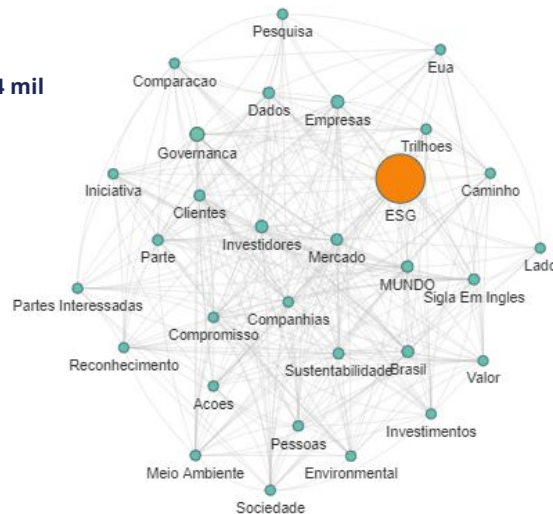 Pesquisa
Eua
Comparacao
4 mil
Dados
Empresas
Trilhoes
Governanca
Caminho
Iniciativa
ESG
Clientes
Parte
Investidores
Mercado
Lado
MUNDO
Sigla Em Ingles
Partes Interessadas
Companhias
Compromisso
Reconhecimento
Sustentabilidade
Brasil
Valor
Acoes
Investimentos
Pessoas
Meio Ambiente
Environmental
Sociedade